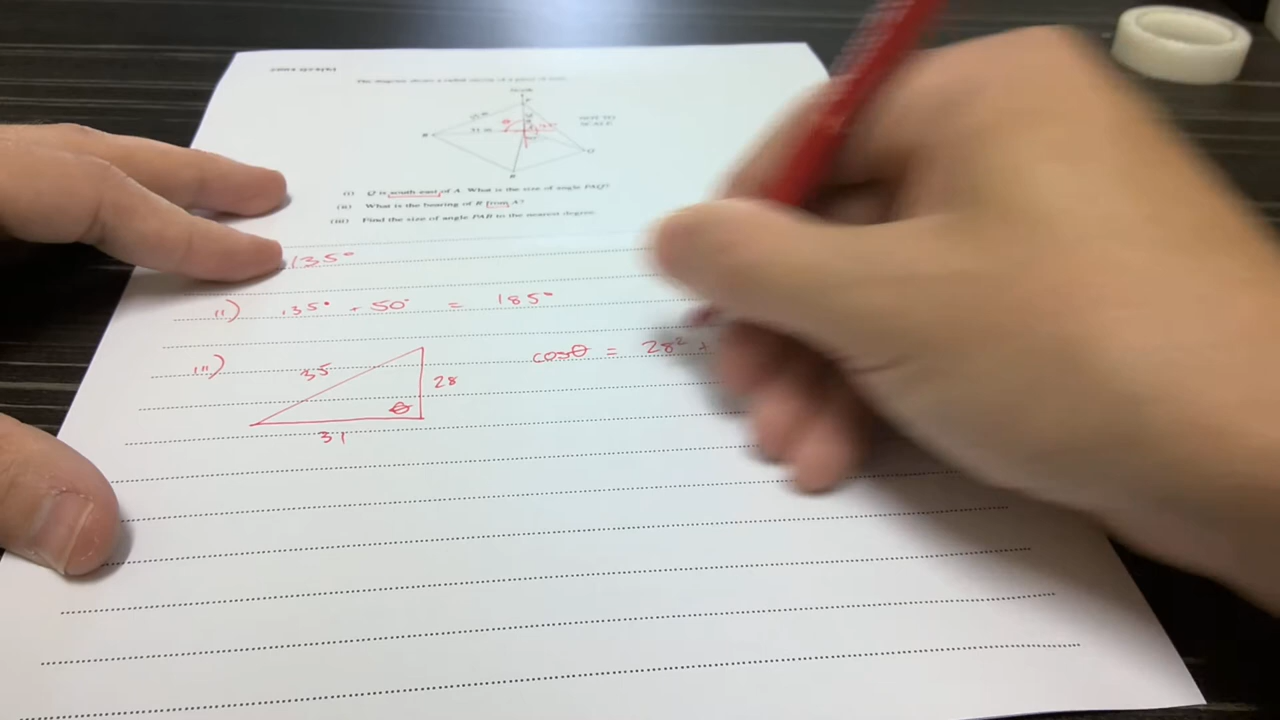 North
NOT TO
SCALE
31 m
(i) Q is south-east of A. What is the size of angle PAQ?
(ii) What is the bearing of R from A?
(iii) Find the size of angle PAB to the nearest degree.
135°
ii) 135° + 50° = 185°
iii) 35 28 θ 31
cosθ = 28² +